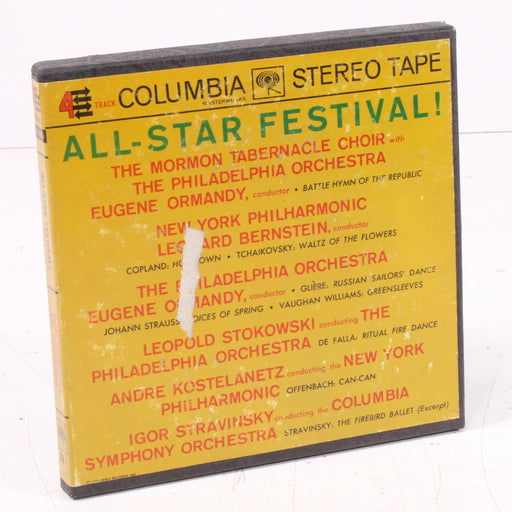 4 TRACK COLUMBIA STEREO TAPE
MASTERWORKS
ALL-STAR FESTIVAL!
THE MORMON TABERNACLE CHOIR with
THE PHILADELPHIA ORCHESTRA
EUGENE ORMANDY, conductor • BATTLE HYMN OF THE REPUBLIC
NEW YORK PHILHARMONIC
LEONARD BERNSTEIN, conductor
COPLAND: HOEDOWN • TCHAIKOVSKY: WALTZ OF THE FLOWERS
THE PHILADELPHIA ORCHESTRA
EUGENE ORMANDY, conductor • GLIÈRE: RUSSIAN SAILORS' DANCE
JOHANN STRAUSS: VOICES OF SPRING • VAUGHAN WILLIAMS: GREENSLEEVES
LEOPOLD STOKOWSKI conducting THE
PHILADELPHIA ORCHESTRA DE FALLA: RITUAL FIRE DANCE
ANDRE KOSTELANETZ conducting the NEW YORK
PHILHARMONIC OFFENBACH: CAN-CAN
IGOR STRAVINSKY conducting the COLUMBIA
SYMPHONY ORCHESTRA STRAVINSKY: THE FIREBIRD BALLET (Excerpt)